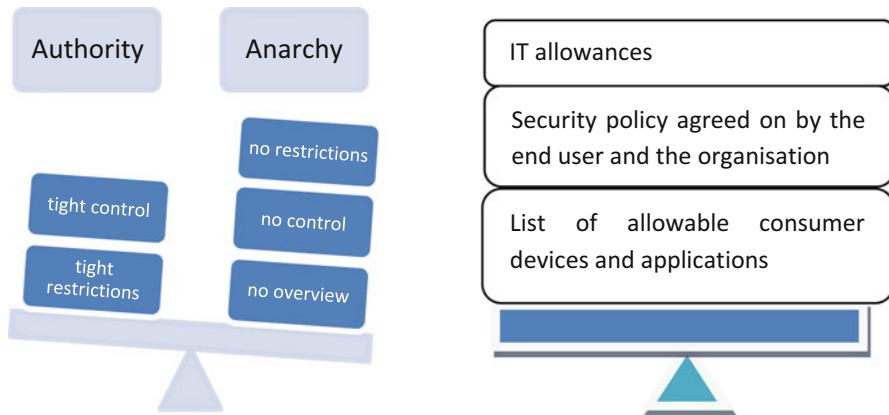 Authority
Anarchy
no restrictions
tight control
no control
tight
restrictions
no overview
IT allowances
Security policy agreed on by the
end user and the organisation
List of allowable consumer
devices and applications